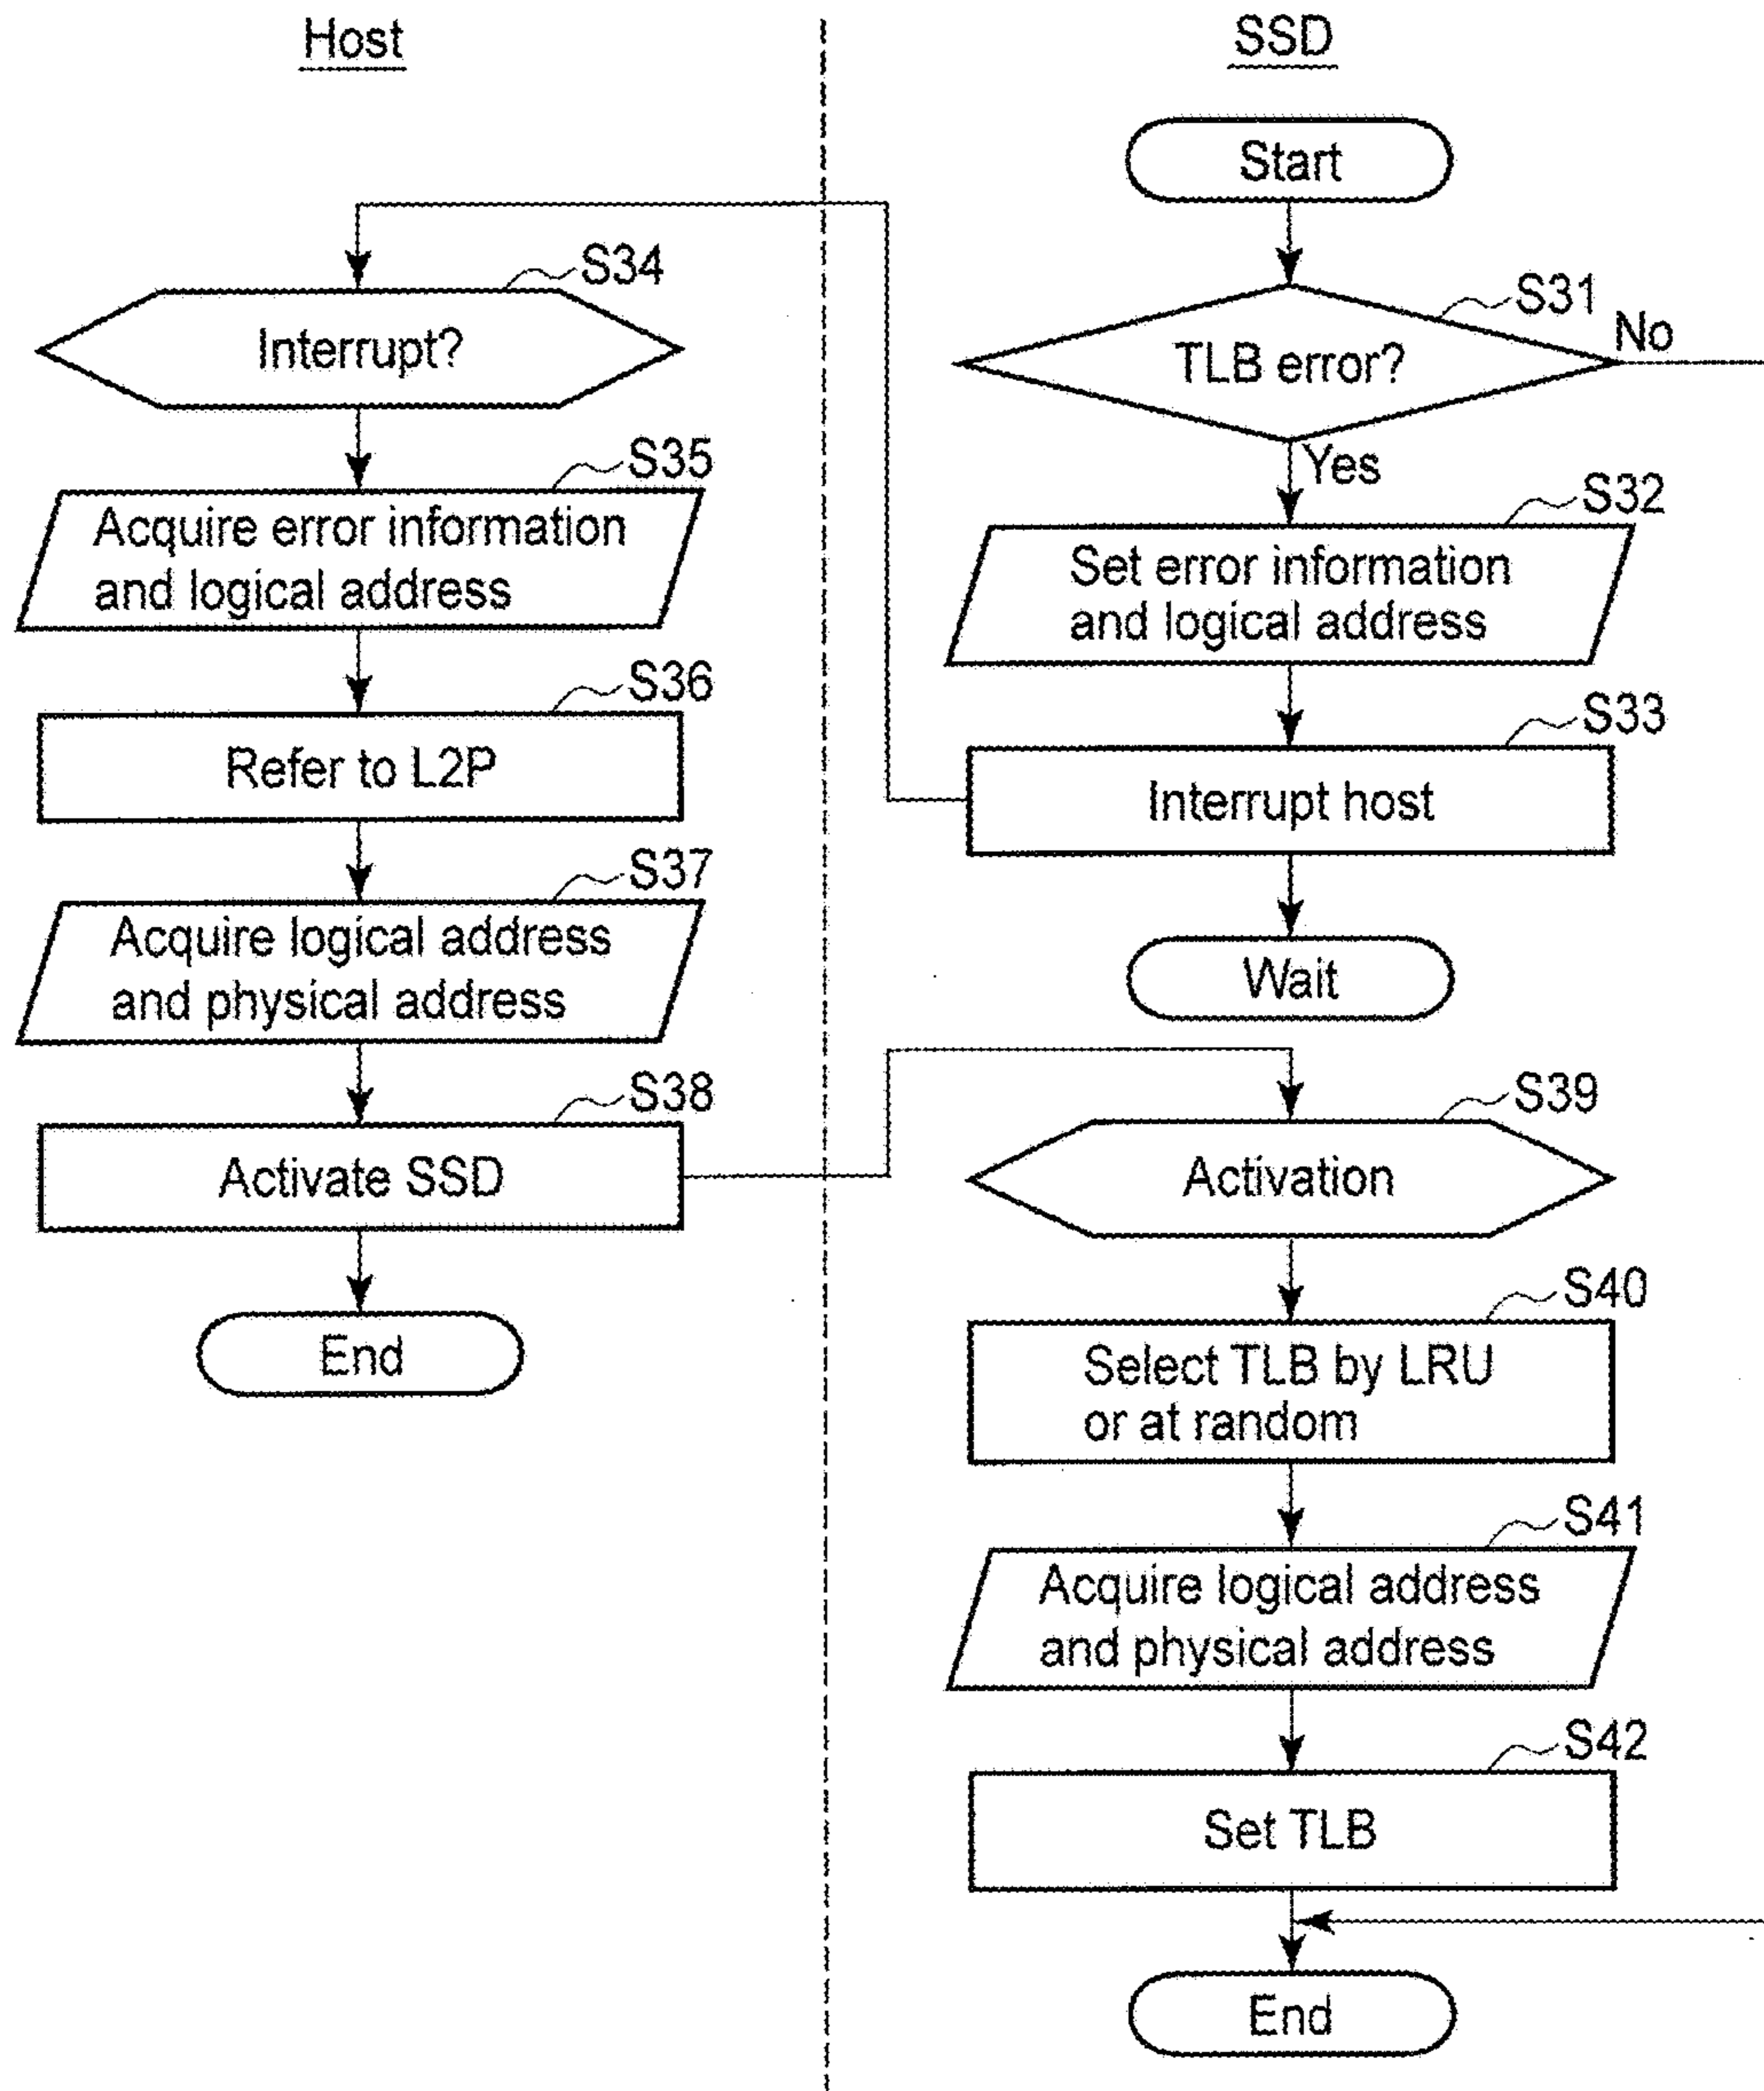 Host
S34
Interrupt?
S35
Acquire error information
and logical address
S36
Refer to L2P
S37
Acquire logical address
and physical address
S38
Activate SSD
End
SSD
Start
S31
TLB error?
No
Yes
S32
Set error information
and logical address
S33
Interrupt host
Wait
S39
Activation
S40
Select TLB by LRU
or at random
S41
Acquire logical address
and physical address
S42
Set TLB
End